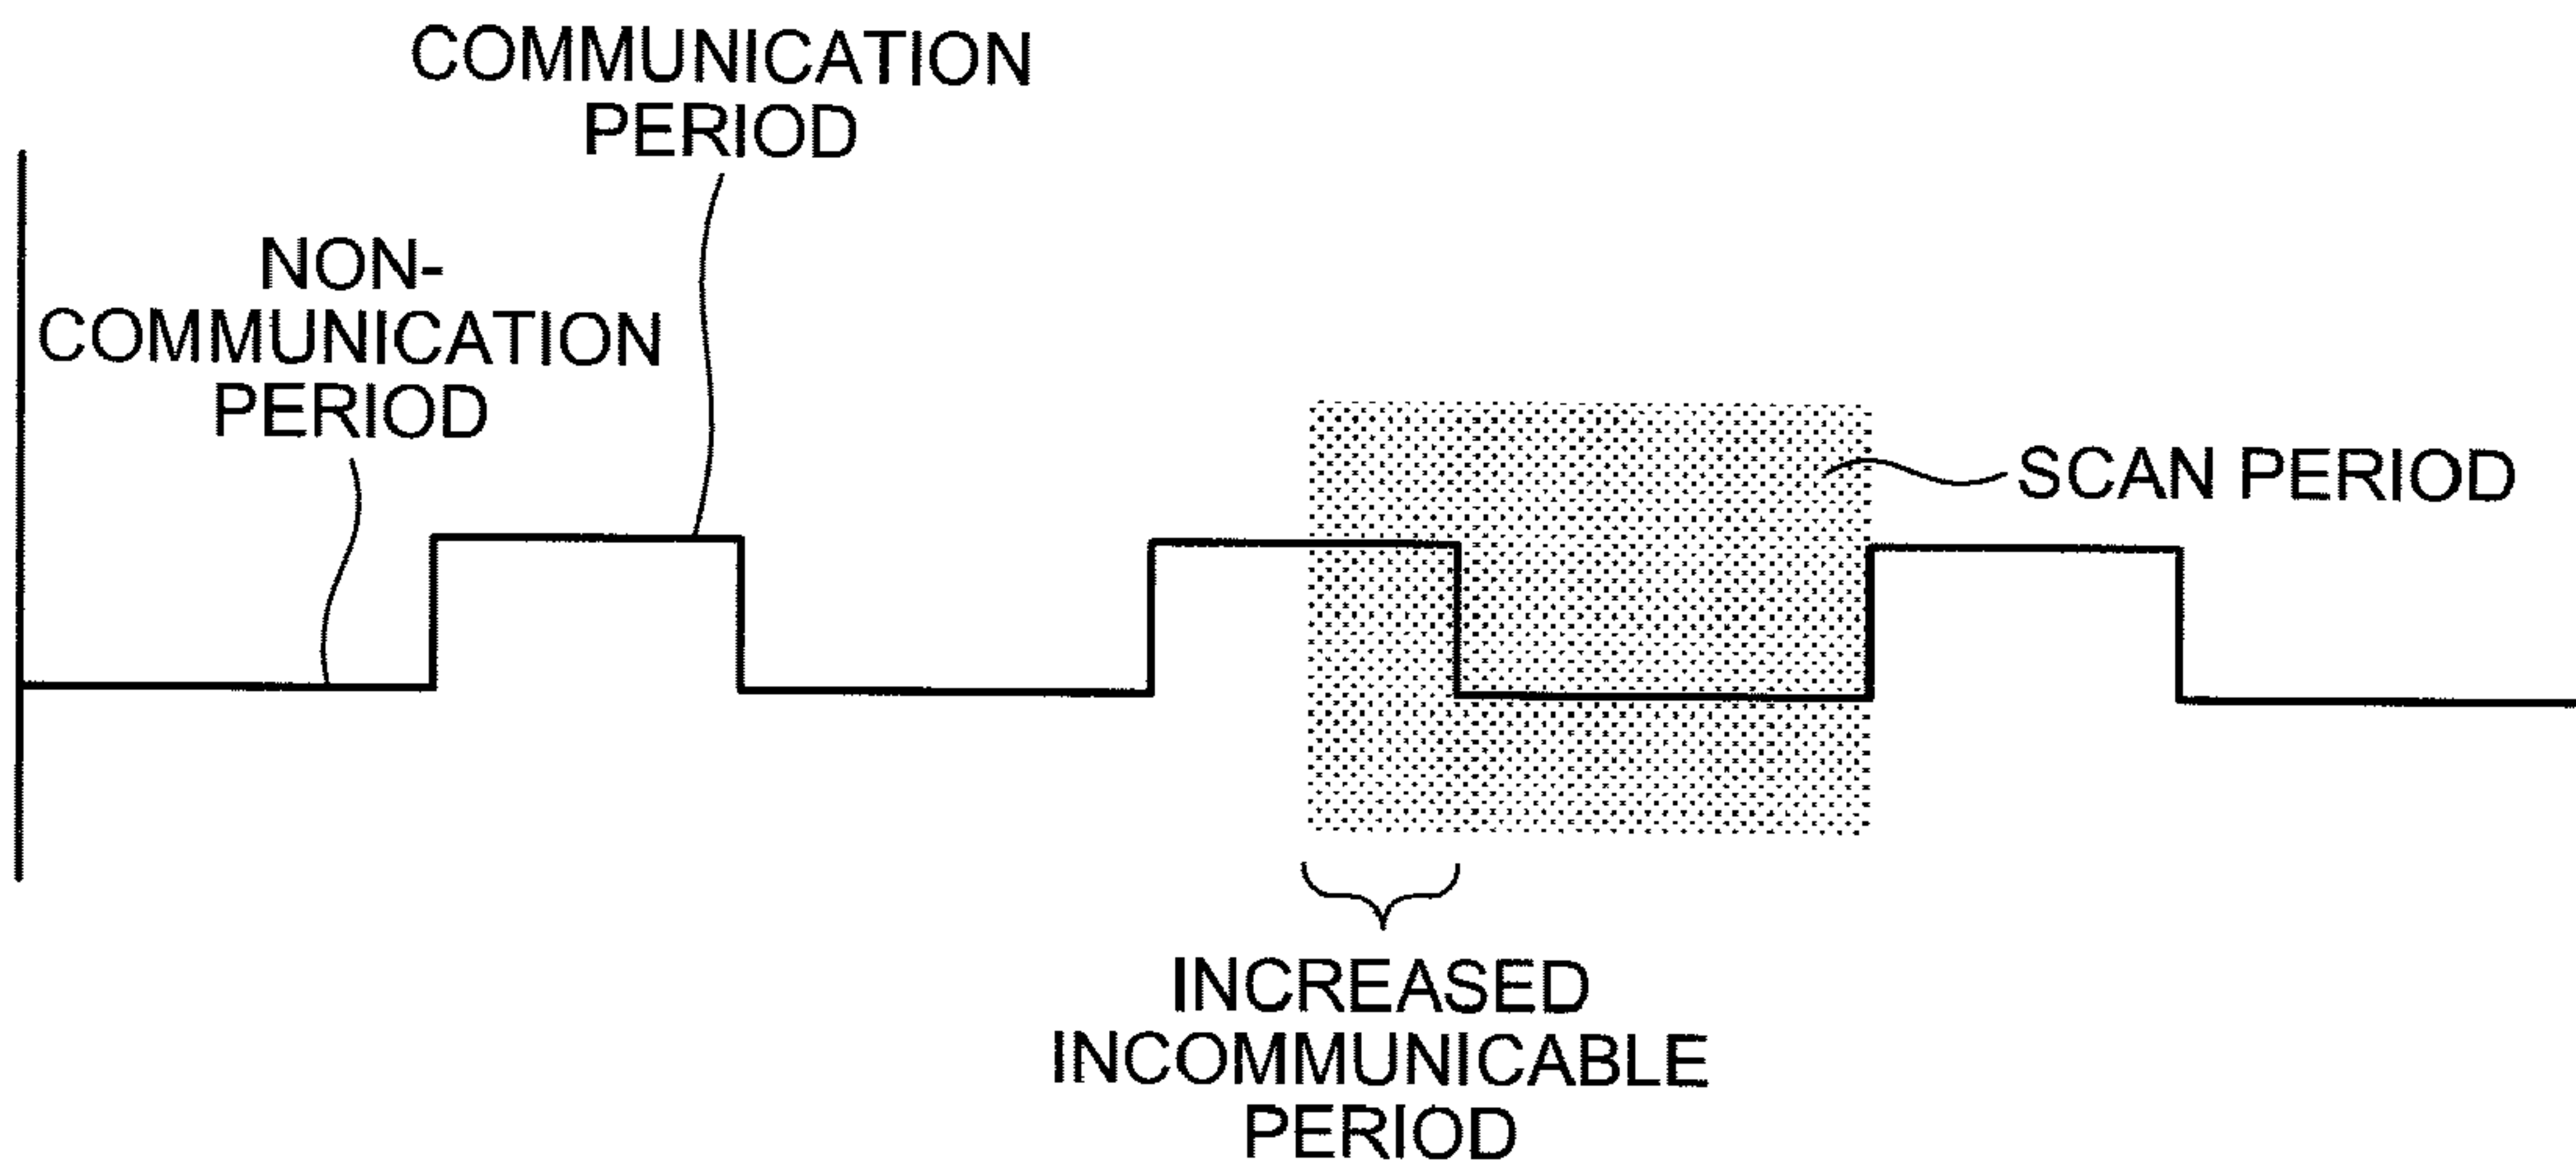 COMMUNICATION
PERIOD
NON-
COMMUNICATION
PERIOD
SCAN PERIOD
INCREASED
INCOMMUNICABLE
PERIOD